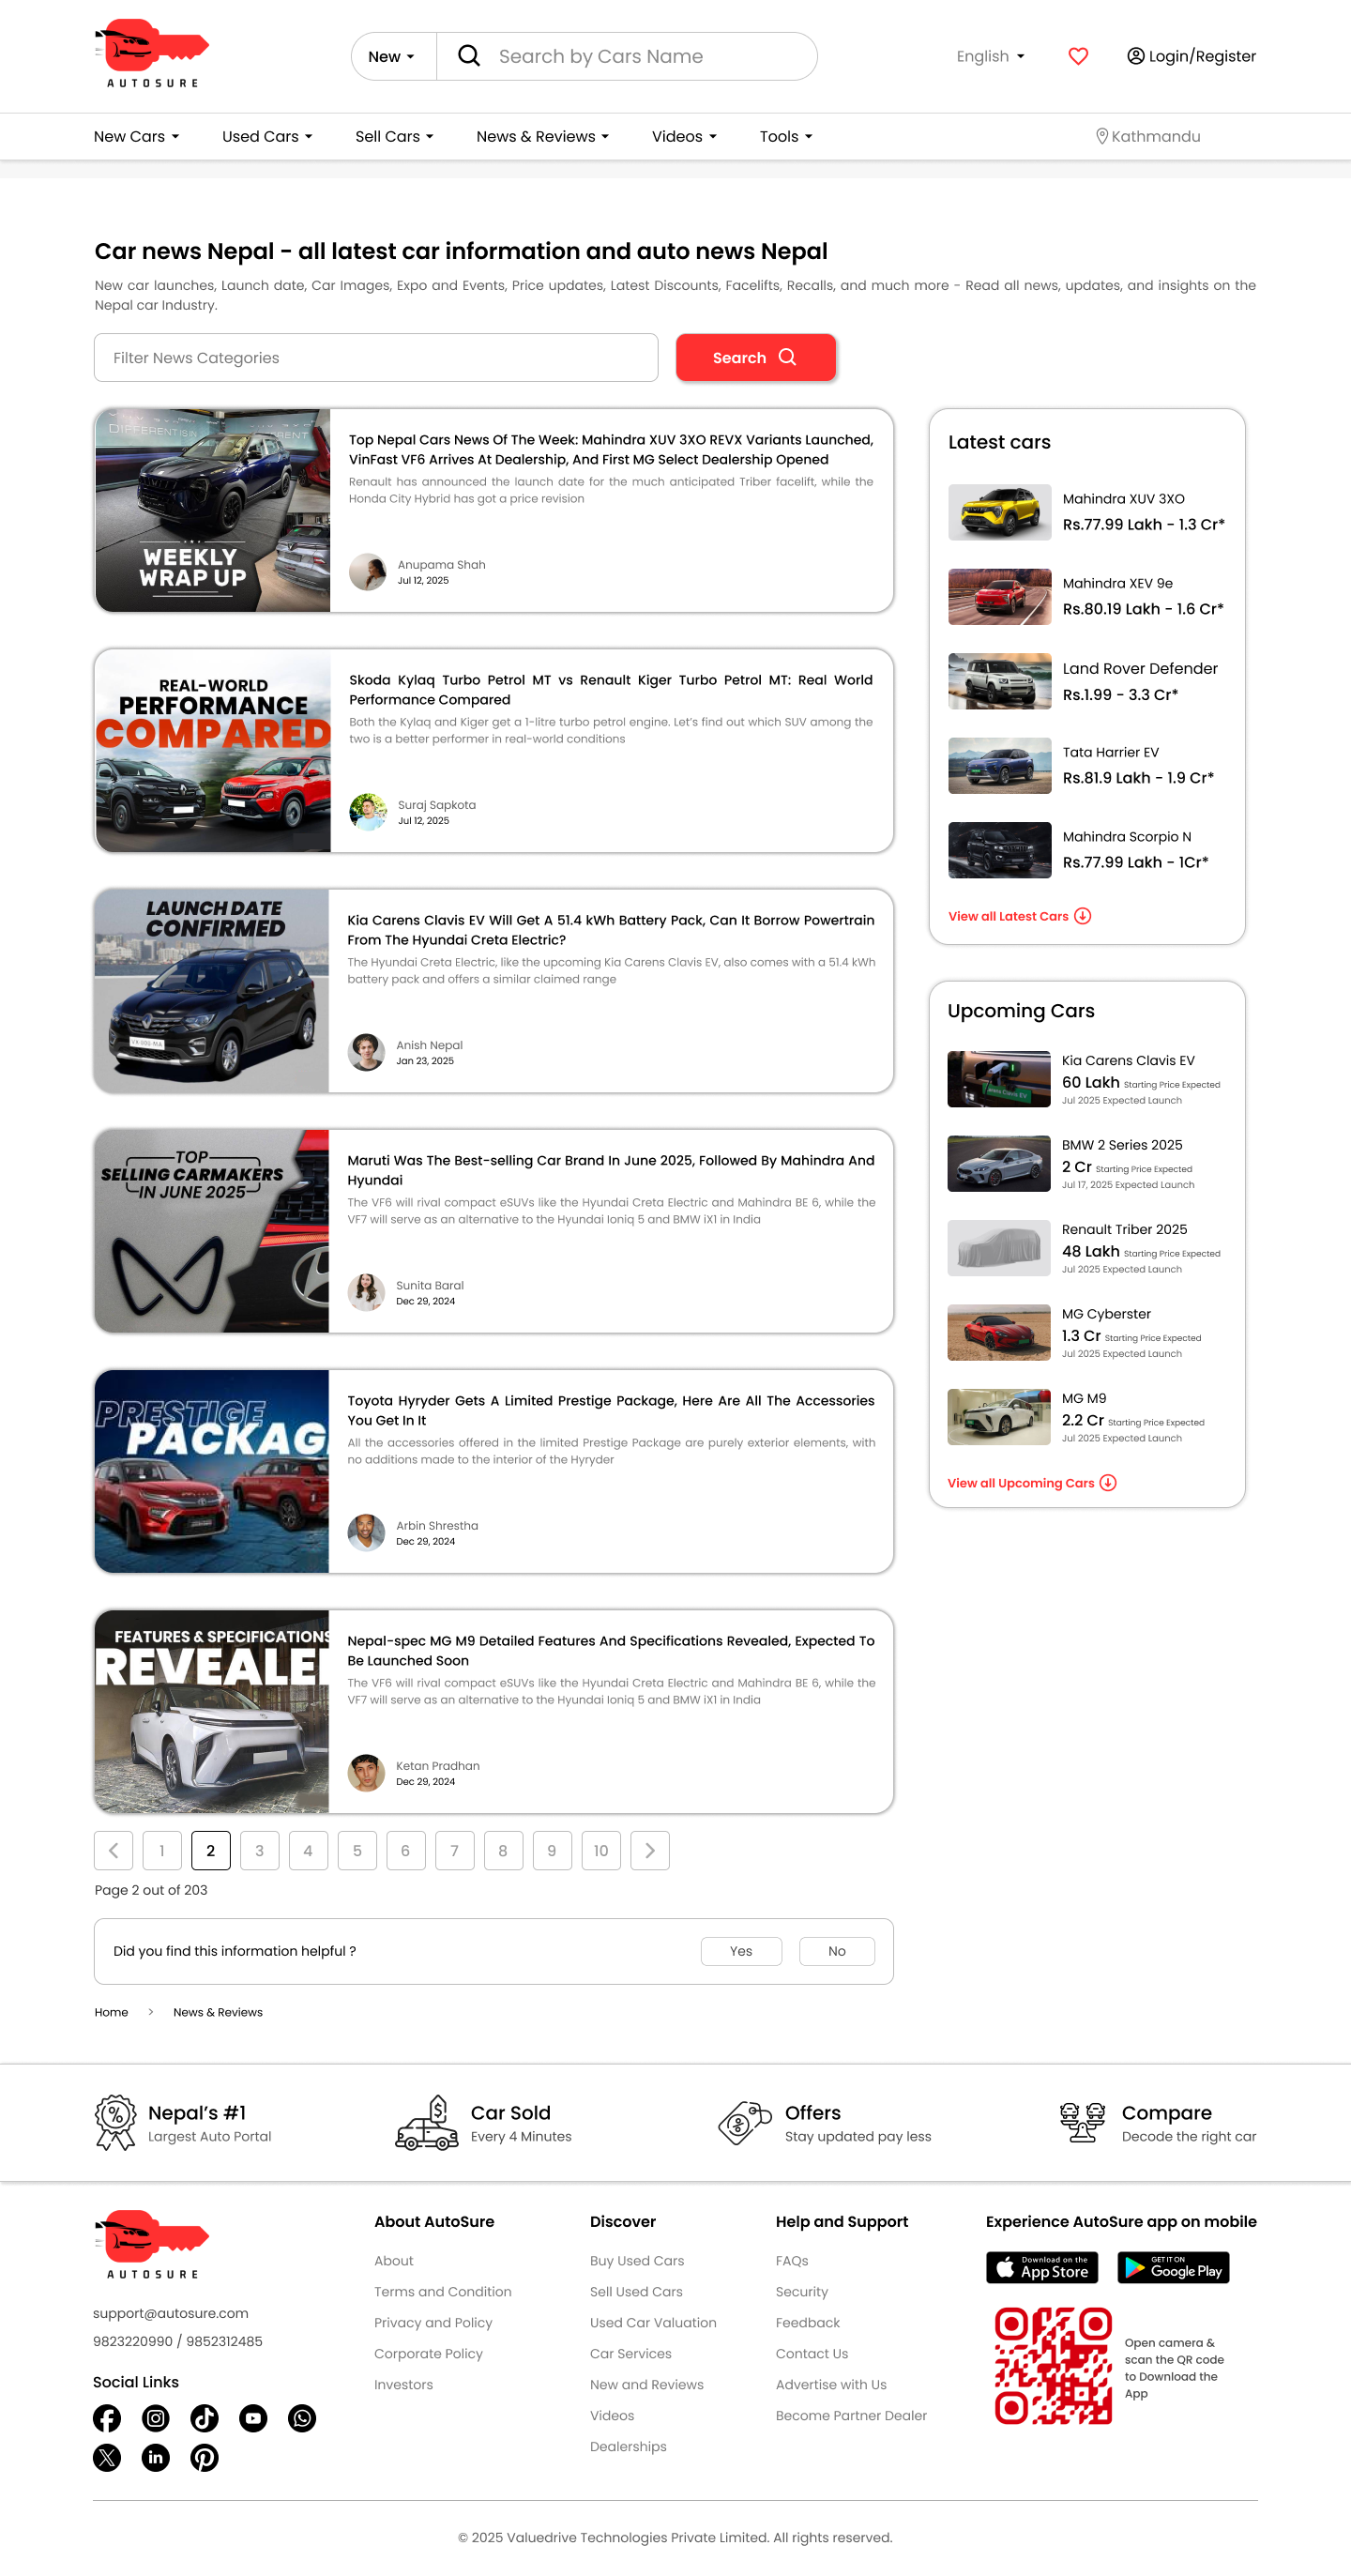 AUTOSURE
New
Search by Cars Name
English
Login/Register
New Cars
Used Cars
Sell Cars
News & Reviews
Videos
Tools
Kathmandu
Car news Nepal - all latest car information and auto news Nepal
New car launches, Launch date, Car Images, Expo and Events, Price updates, Latest Discounts, Facelifts, Recalls, and much more - Read all news, updates, and insights on the
Nepal car Industry.
Filter News Categories
Search
WEEKLY
WRAP UP
Top Nepal Cars News Of The Week: Mahindra XUV 3XO REVX Variants Launched,
VinFast VF6 Arrives At Dealership, And First MG Select Dealership Opened
Renault has announced the launch date for the much anticipated Triber facelift, while the
Honda City Hybrid has got a price revision
Anupama Shah
Jul 12, 2025
REAL-WORLD
PERFORMANCE
COMPARED
Skoda Kylaq Turbo Petrol MT vs Renault Kiger Turbo Petrol MT: Real World
Performance Compared
Both the Kylaq and Kiger get a 1-litre turbo petrol engine. Let's find out which SUV among the
two is a better performer in real-world conditions
Suraj Sapkota
Jul 12, 2025
LAUNCH DATE
CONFIRMED
Kia Carens Clavis EV Will Get A 51.4 kWh Battery Pack, Can It Borrow Powertrain
From The Hyundai Creta Electric?
The Hyundai Creta Electric, like the upcoming Kia Carens Clavis EV, also comes with a 51.4 kWh
battery pack and offers a similar claimed range
Anish Nepal
Jan 23, 2025
TOP
SELLING CARMAKERS
IN JUNE 2025
Maruti Was The Best-selling Car Brand In June 2025, Followed By Mahindra And
Hyundai
The VF6 will rival compact eSUVs like the Hyundai Creta Electric and Mahindra BE 6, while the
VF7 will serve as an alternative to the Hyundai Ioniq 5 and BMW iX1 in India
Sunita Baral
Dec 29, 2024
PRESTIGE
PACKAG
Toyota Hyryder Gets A Limited Prestige Package, Here Are All The Accessories
You Get In It
All the accessories offered in the limited Prestige Package are purely exterior elements, with
no additions made to the interior of the Hyryder
Arbin Shrestha
Dec 29, 2024
FEATURES & SPECIFICATIONS
REVEALE
Nepal-spec MG M9 Detailed Features And Specifications Revealed, Expected To
Be Launched Soon
The VF6 will rival compact eSUVs like the Hyundai Creta Electric and Mahindra BE 6, while the
VF7 will serve as an alternative to the Hyundai Ioniq 5 and BMW iX1 in India
Ketan Pradhan
Dec 29, 2024
Latest cars
Mahindra XUV 3XO
Rs.77.99 Lakh - 1.3 Cr*
Mahindra XEV 9e
Rs.80.19 Lakh - 1.6 Cr*
Land Rover Defender
Rs.1.99 - 3.3 Cr*
Tata Harrier EV
Rs.81.9 Lakh - 1.9 Cr*
Mahindra Scorpio N
Rs.77.99 Lakh - 1Cr*
View all Latest Cars
Upcoming Cars
Kia Carens Clavis EV
60 Lakh Starting Price Expected
Jul 2025 Expected Launch
BMW 2 Series 2025
2 Cr Starting Price Expected
Jul 17, 2025 Expected Launch
Renault Triber 2025
48 Lakh Starting Price Expected
Jul 2025 Expected Launch
MG Cyberster
1.3 Cr Starting Price Expected
Jul 2025 Expected Launch
MG M9
2.2 Cr Starting Price Expected
Jul 2025 Expected Launch
View all Upcoming Cars
1 2 3 4 5 6 7 8 9 10
Page 2 out of 203
Did you find this information helpful ?
Yes
No
Home > News & Reviews
Nepal's #1
Largest Auto Portal
Car Sold
Every 4 Minutes
Offers
Stay updated pay less
Compare
Decode the right car
AUTOSURE
support@autosure.com
9823220990 / 9852312485
Social Links
About AutoSure
About
Terms and Condition
Privacy and Policy
Corporate Policy
Investors
Discover
Buy Used Cars
Sell Used Cars
Used Car Valuation
Car Services
New and Reviews
Videos
Dealerships
Help and Support
FAQs
Security
Feedback
Contact Us
Advertise with Us
Become Partner Dealer
Experience AutoSure app on mobile
Download on the
App Store
GET IT ON
Google Play
Open camera &
scan the QR code
to Download the
App
© 2025 Valuedrive Technologies Private Limited. All rights reserved.